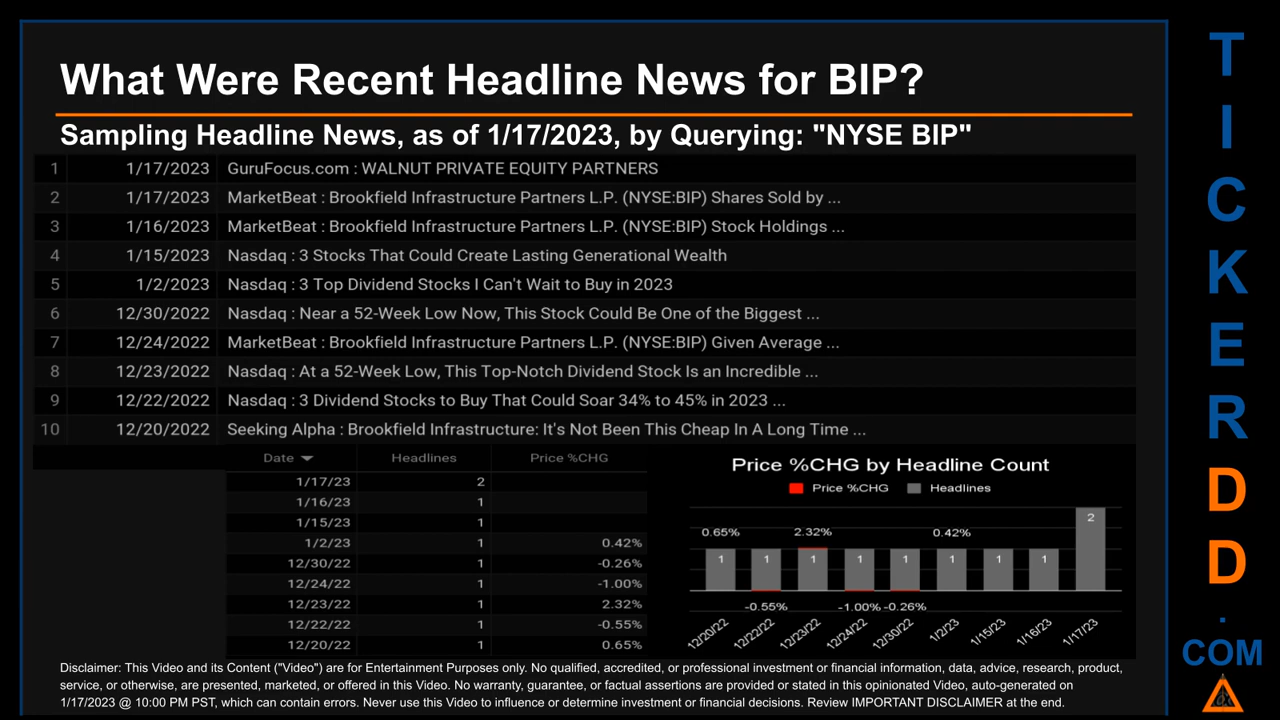 What Were Recent Headline News for BIP?
Sampling Headline News, as of 1/17/2023, by Querying: "NYSE BIP"
1 1/17/2023 GuruFocus.com : WALNUT PRIVATE EQUITY PARTNERS
2 1/17/2023 MarketBeat : Brookfield Infrastructure Partners L.P. (NYSE:BIP) Shares Sold by ...
3 1/16/2023 MarketBeat : Brookfield Infrastructure Partners L.P. (NYSE:BIP) Stock Holdings ...
4 1/15/2023 Nasdaq : 3 Stocks That Could Create Lasting Generational Wealth
5 1/2/2023 Nasdaq : 3 Top Dividend Stocks I Can't Wait to Buy in 2023
6 12/30/2022 Nasdaq : Near a 52-Week Low Now, This Stock Could Be One of the Biggest ...
7 12/24/2022 MarketBeat : Brookfield Infrastructure Partners L.P. (NYSE:BIP) Given Average ...
8 12/23/2022 Nasdaq : At a 52-Week Low, This Top-Notch Dividend Stock Is an Incredible ...
9 12/22/2022 Nasdaq : 3 Dividend Stocks to Buy That Could Soar 34% to 45% in 2023 ...
10 12/20/2022 Seeking Alpha : Brookfield Infrastructure: It's Not Been This Cheap In A Long Time ...
Date Headlines Price %CHG
1/17/23 2
1/16/23 1
1/15/23 1
1/2/23 1 0.42%
12/30/22 1 -0.26%
12/24/22 1 -1.00%
12/23/22 1 2.32%
12/22/22 1 -0.55%
12/20/22 1 0.65%
Price %CHG by Headline Count
Price %CHG Headlines
2
0.65% 2.32% 0.42%
1 1 1 1 1 1 1 1
-0.55% -1.00% -0.26%
12/20/22 12/22/22 12/23/22 12/24/22 12/30/22 1/2/23 1/15/23 1/16/23 1/17/23
Disclaimer: This Video and its Content ("Video") are for Entertainment Purposes only. No qualified, accredited, or professional investment or financial information, data, advice, research, product,
service, or otherwise, are presented, marketed, or offered in this Video. No warranty, guarantee, or factual assertions are provided or stated in this opinionated Video, auto-generated on
1/17/2023 @ 10:00 PM PST, which can contain errors. Never use this Video to influence or determine investment or financial decisions. Review IMPORTANT DISCLAIMER at the end.
T
I
C
K
E
R
D
D
.
COM